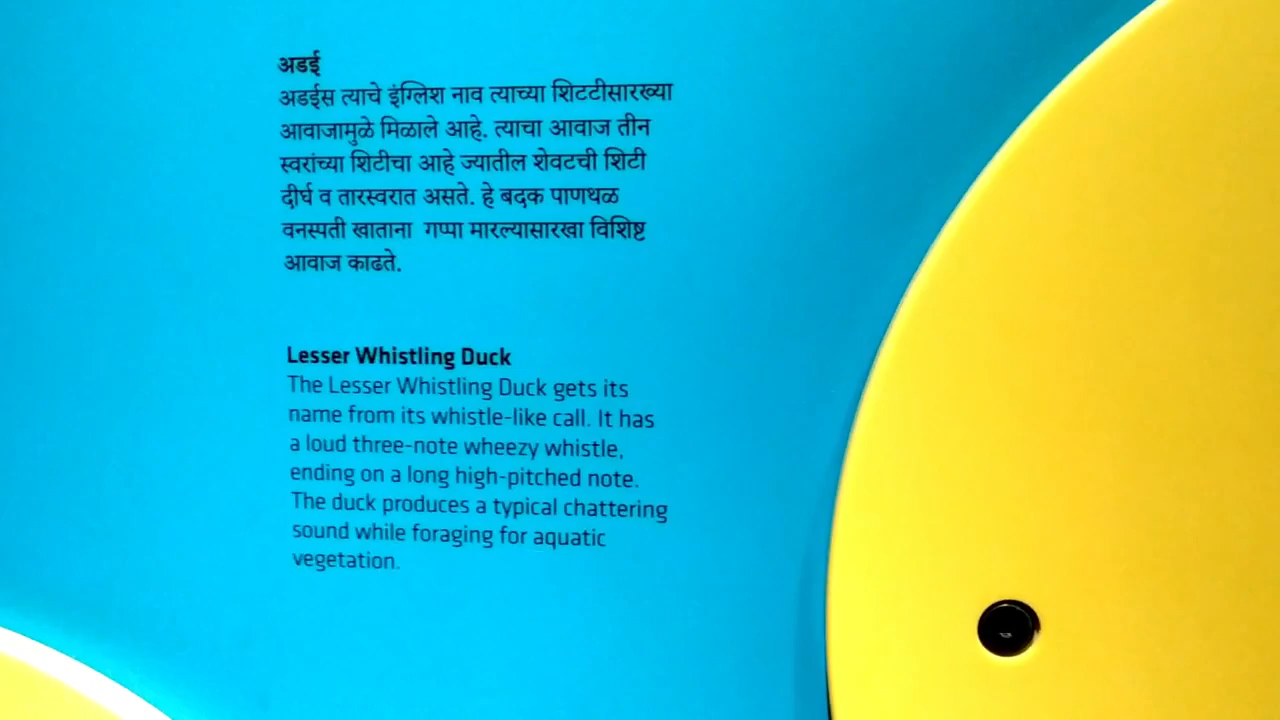 अडई
अडईस त्याचे इंग्लिश नाव त्याच्या शिटटीसारख्या
आवाजामुळे मिळाले आहे. त्याचा आवाज तीन
स्वरांच्या शिटीचा आहे ज्यातील शेवटची शिटी
दीर्घ व तारस्वरात असते. हे बदक पाणथळ
वनस्पती खाताना गप्पा मारल्यासारखा विशिष्ट
आवाज काढते.
Lesser Whistling Duck
The Lesser Whistling Duck gets its
name from its whistle-like call. It has
a loud three-note wheezy whistle,
ending on a long high-pitched note.
The duck produces a typical chattering
sound while foraging for aquatic
vegetation.